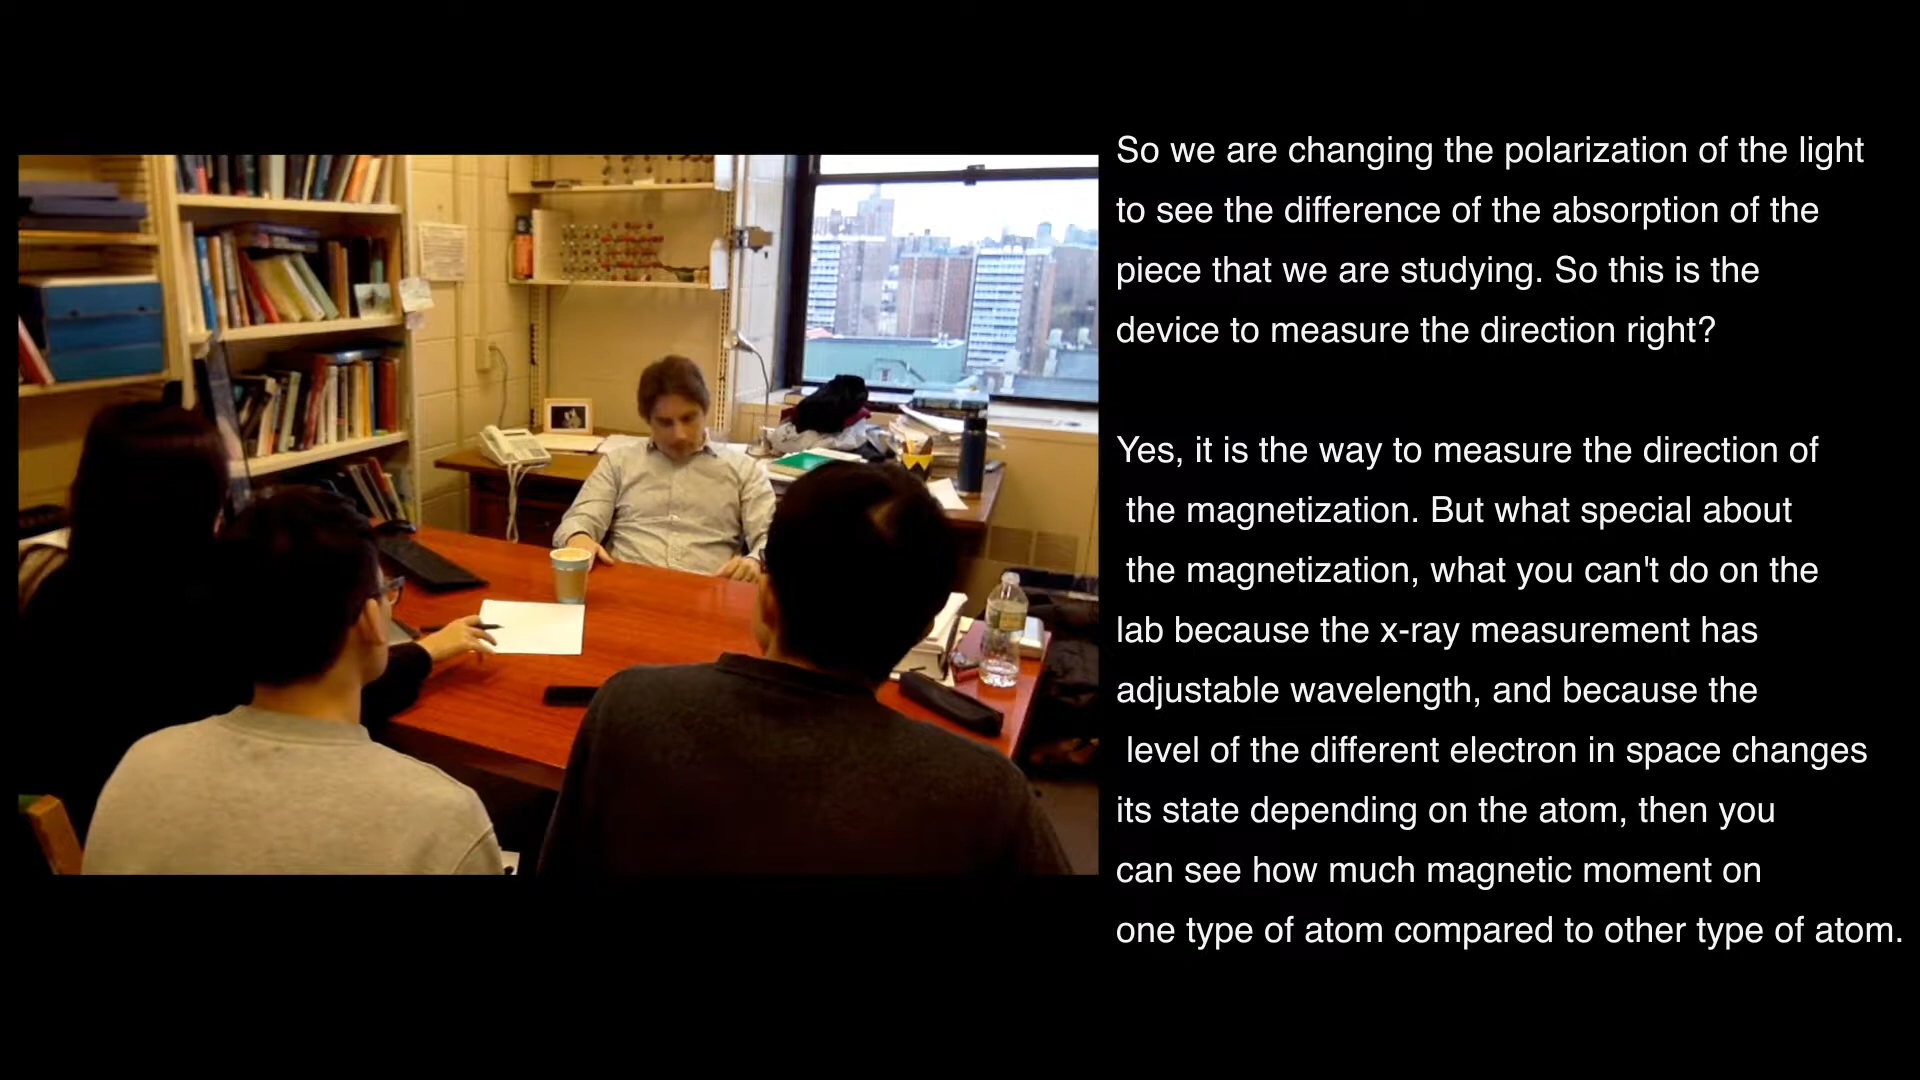 So we are changing the polarization of the light
to see the difference of the absorption of the
piece that we are studying. So this is the
device to measure the direction right?
Yes, it is the way to measure the direction of
the magnetization. But what special about
the magnetization, what you can't do on the
lab because the x-ray measurement has
adjustable wavelength, and because the
level of the different electron in space changes
its state depending on the atom, then you
can see how much magnetic moment on
one type of atom compared to other type of atom.